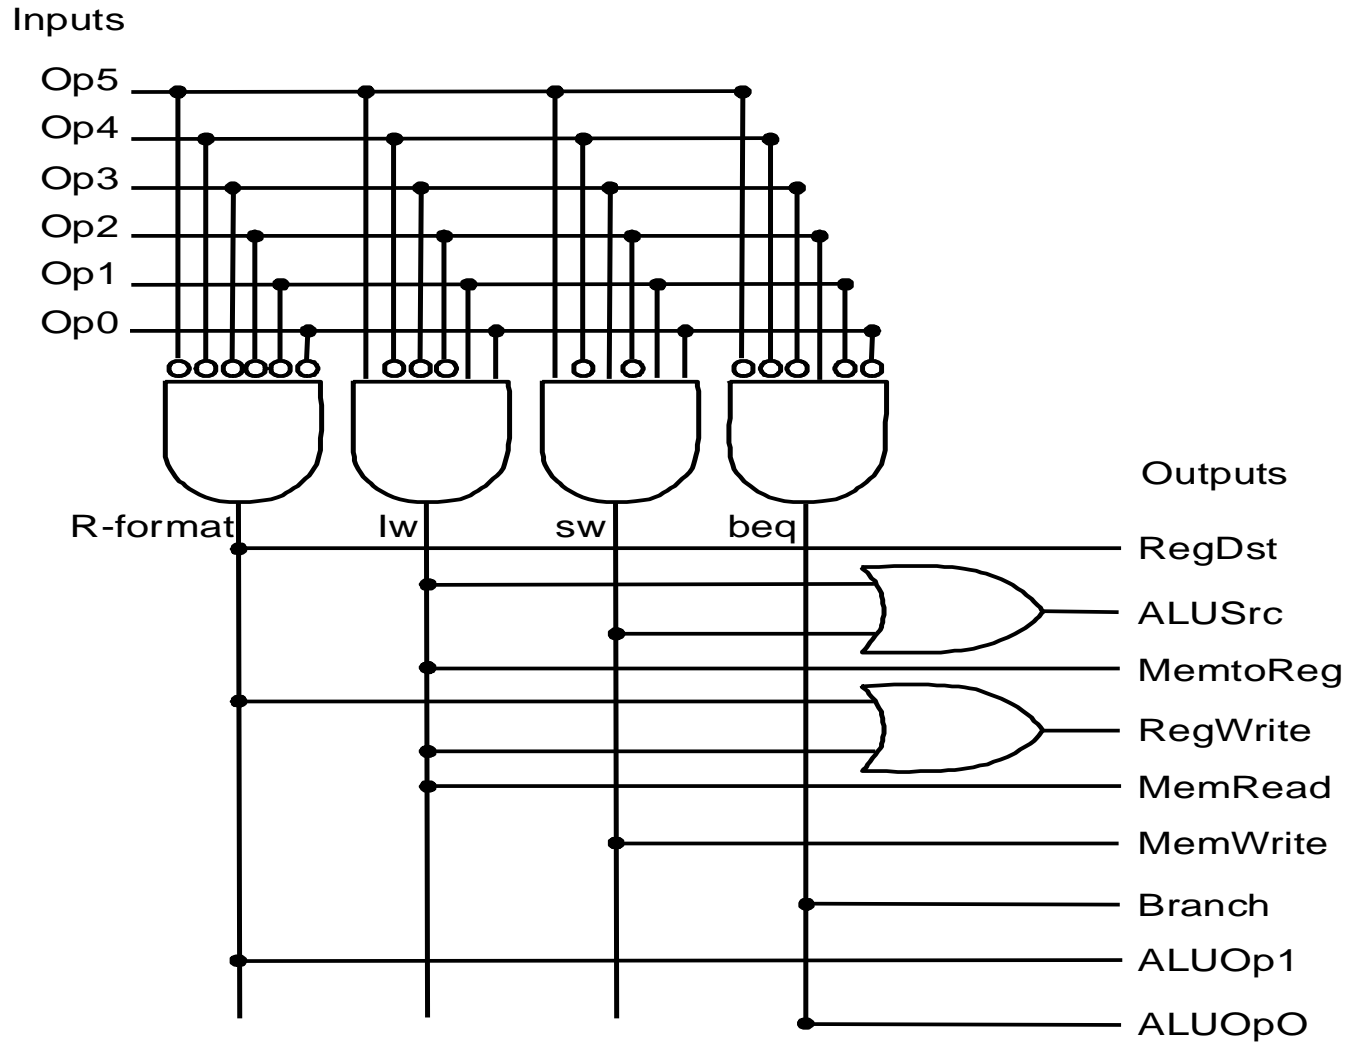 Inputs
Op5
Op4
Op3
Op2
Op1
Op0
R-format
lw
sw
beq
Outputs
RegDst
ALUSrc
MemtoReg
RegWrite
MemRead
MemWrite
Branch
ALUOp1
ALUOpO